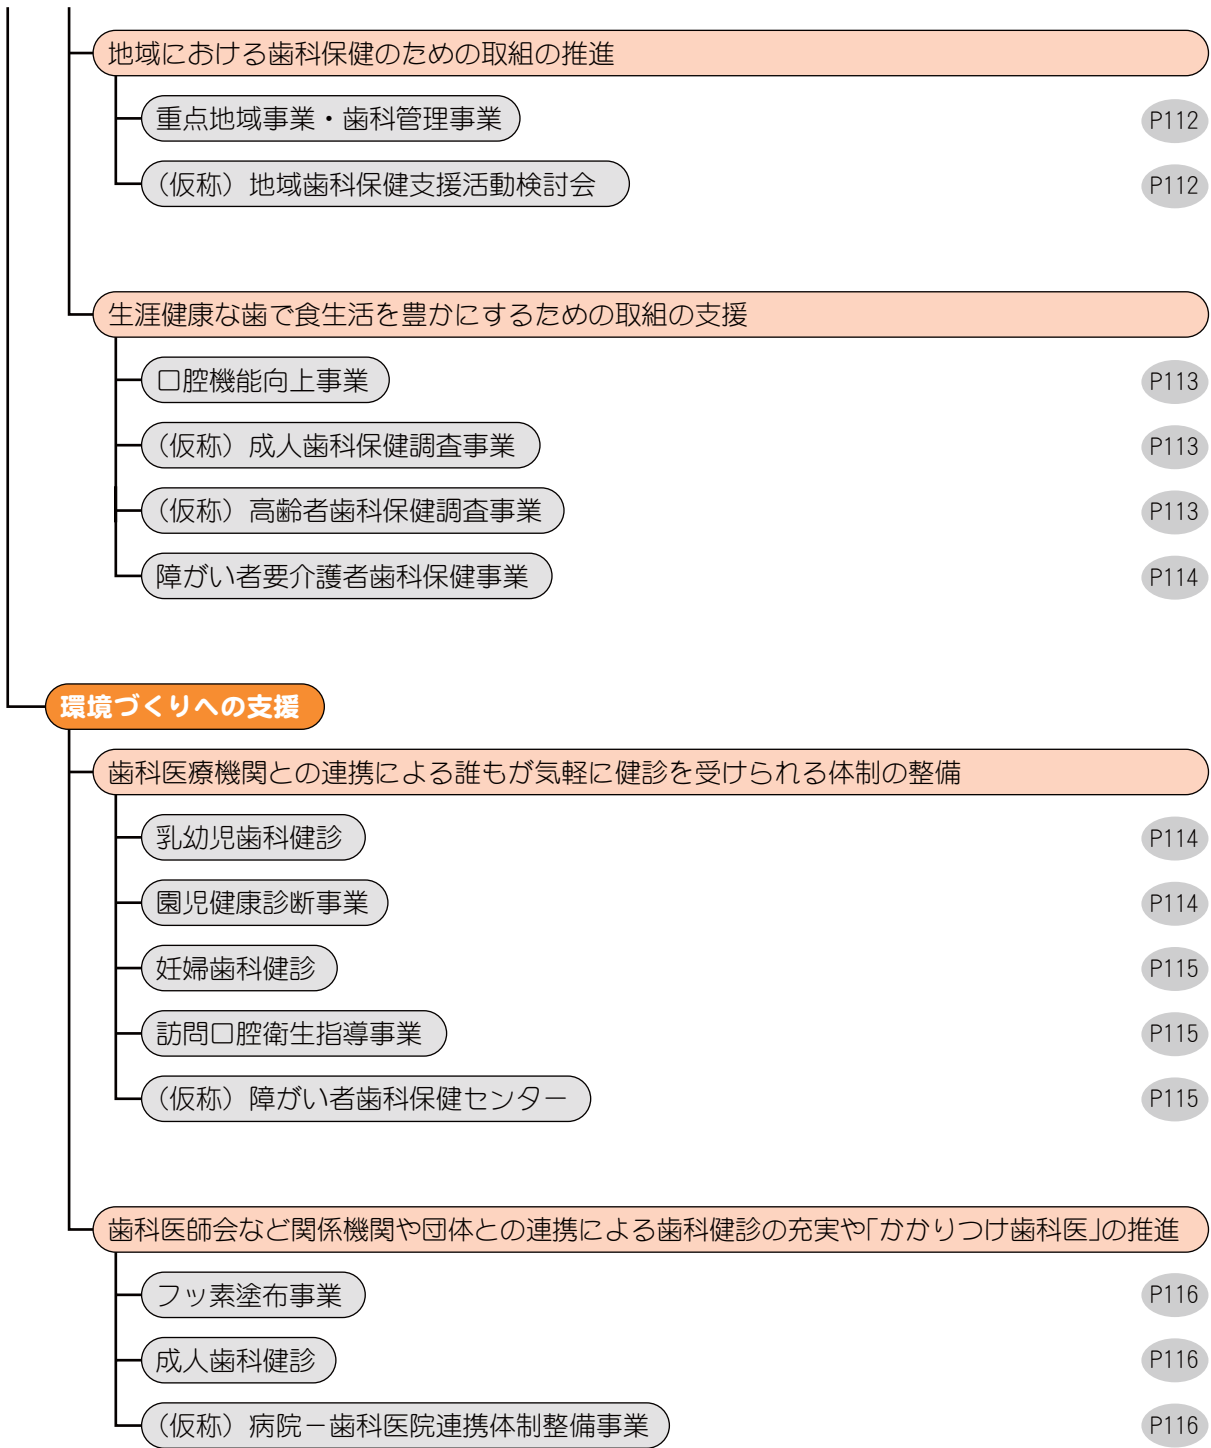 地域における歯科保健のための取組の推進
重点地域事業・歯科管理事業 P112
（仮称）地域歯科保健支援活動検討会 P112
生涯健康な歯で食生活を豊かにするための取組の支援
口腔機能向上事業 P113
（仮称）成人歯科保健調査事業 P113
（仮称）高齢者歯科保健調査事業 P113
障がい者要介護者歯科保健事業 P114
環境づくりへの支援
歯科医療機関との連携による誰もが気軽に健診を受けられる体制の整備
乳幼児歯科健診 P114
園児健康診断事業 P114
妊婦歯科健診 P115
訪問口腔衛生指導事業 P115
（仮称）障がい者歯科保健センター P115
歯科医師会など関係機関や団体との連携による歯科健診の充実や「かかりつけ歯科医」の推進
フッ素塗布事業 P116
成人歯科健診 P116
（仮称）病院－歯科医院連携体制整備事業 P116